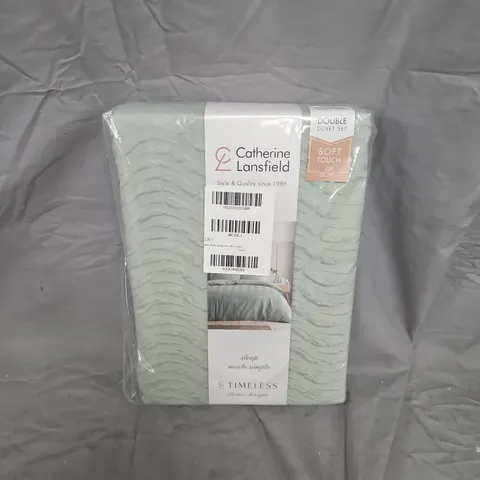 DOUBLE
DUVET SET
SOFT
TOUCH
Catherine
Lansfield
Style & Quality since 1989
sleep
made simple
TIMELESS
classic designs